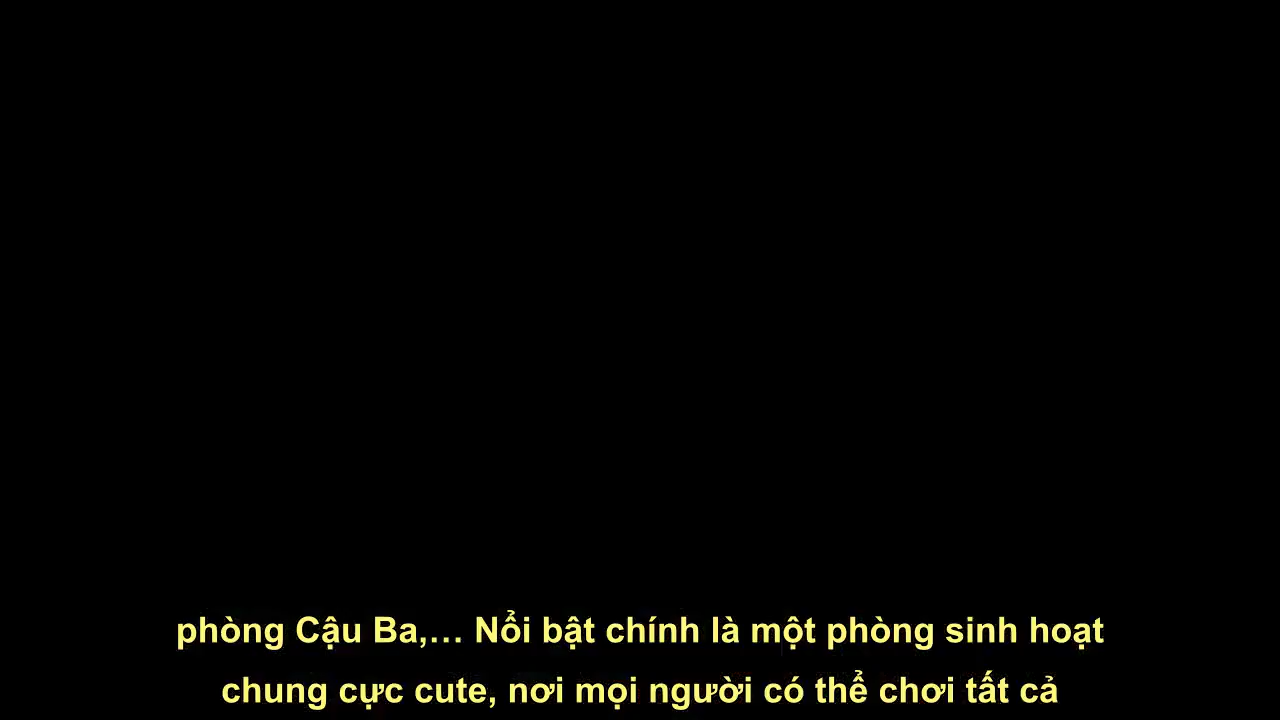 phòng Cậu Ba,… Nổi bật chính là một phòng sinh hoạt
chung cực cute, nơi mọi người có thể chơi tất cả